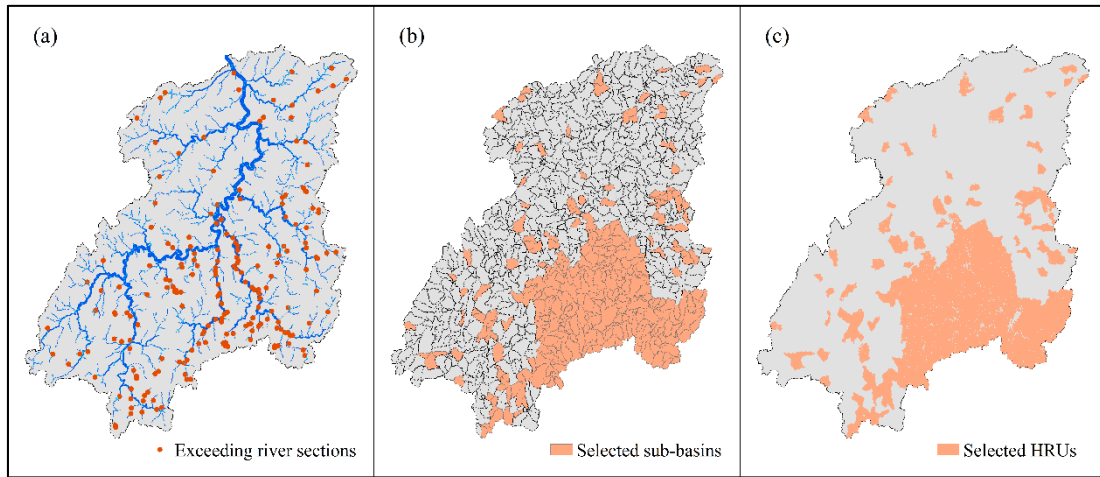 (a)
(b)
(c)
Exceeding river sections
Selected sub-basins
Selected HRUs